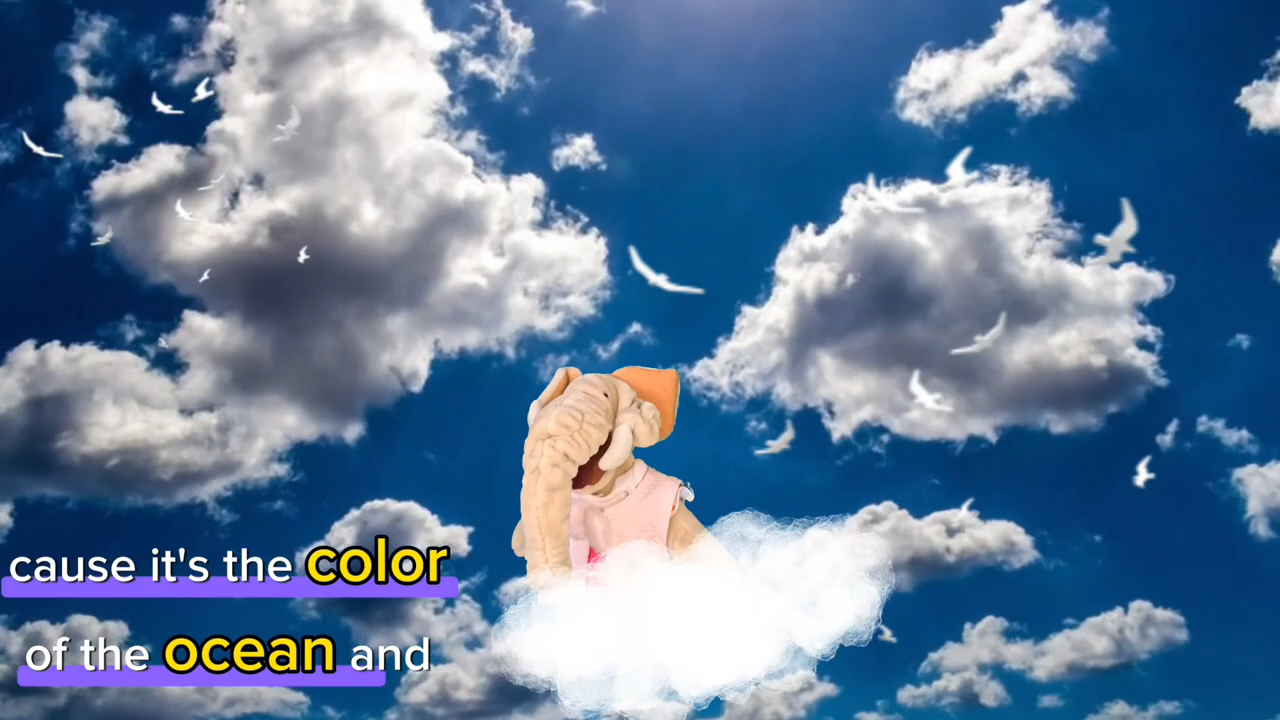 cause it's the color
of the ocean and